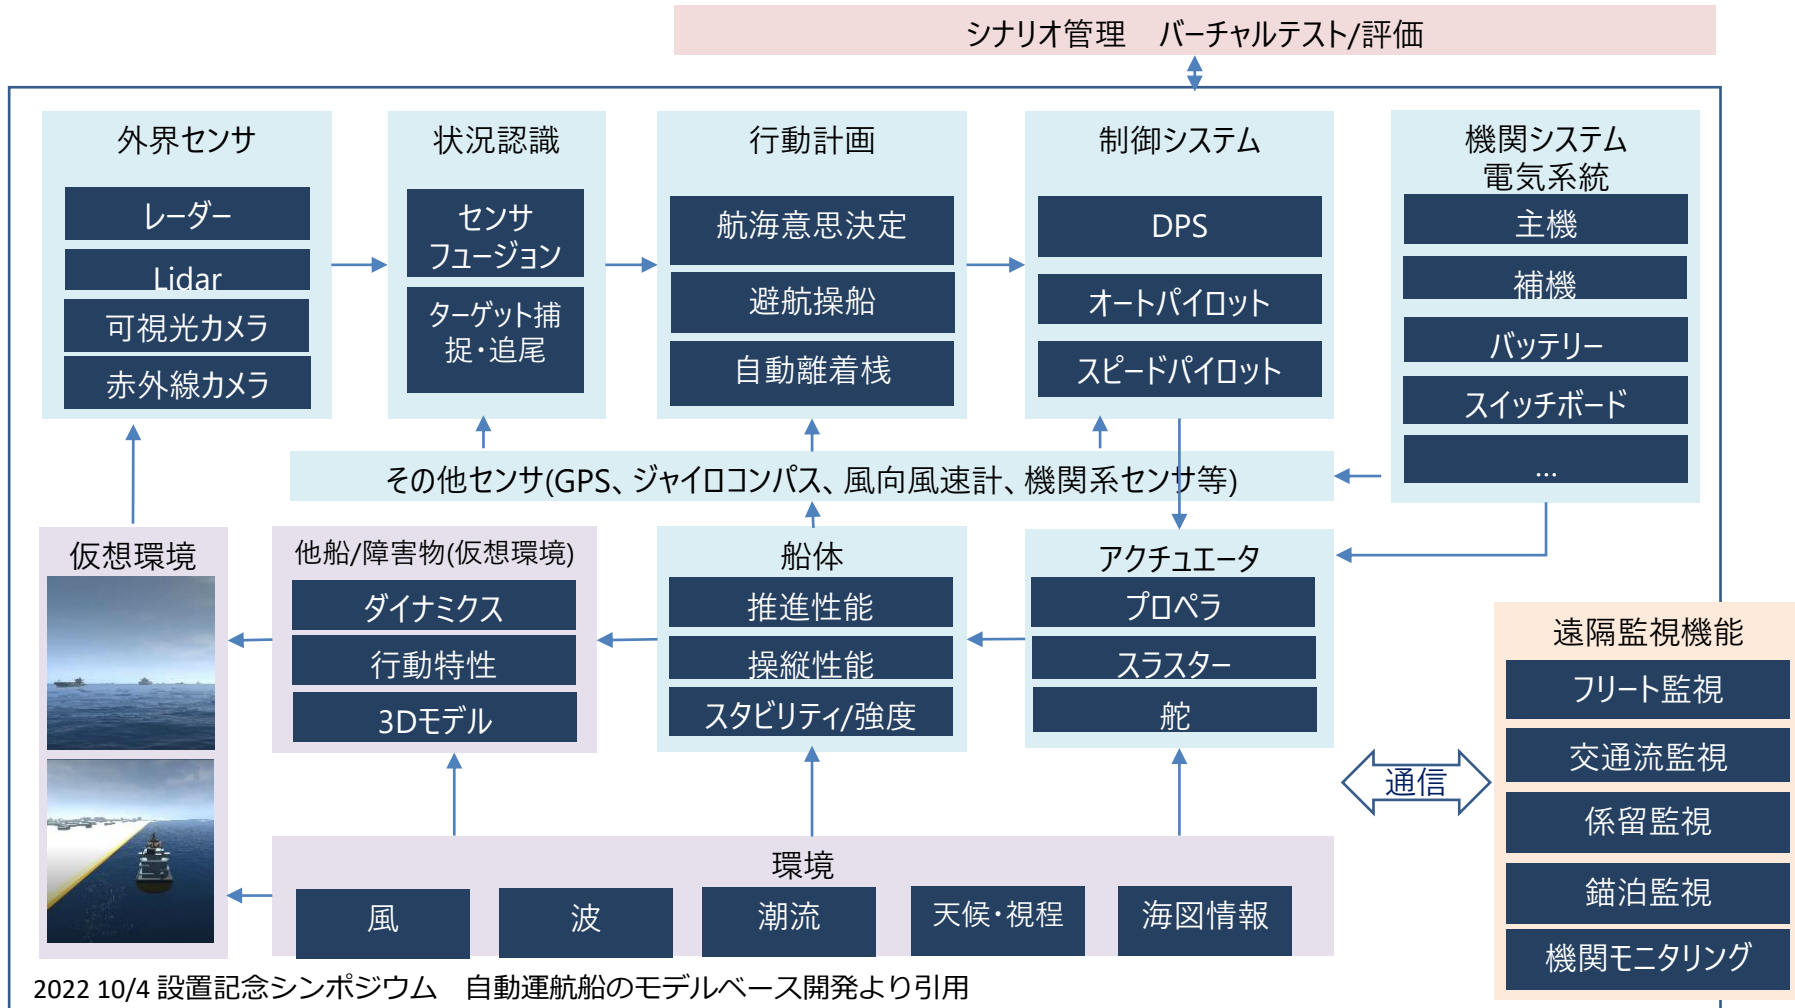 シナリオ管理　バーチャルテスト/評価
外界センサ
レーダー
Lidar
可視光カメラ
赤外線カメラ
状況認識
センサ
フュージョン
ターゲット捕
捉・追尾
行動計画
航海意思決定
避航操船
自動離着桟
制御システム
DPS
オートパイロット
スピードパイロット
機関システム
電気系統
主機
補機
バッテリー
スイッチボード
…
その他センサ(GPS、ジャイロコンパス、風向風速計、機関系センサ等)
仮想環境
他船/障害物(仮想環境)
ダイナミクス
行動特性
3Dモデル
船体
推進性能
操縦性能
スタビリティ/強度
アクチュエータ
プロペラ
スラスター
舵
遠隔監視機能
フリート監視
交通流監視
係留監視
錨泊監視
機関モニタリング
通信
環境
風
波
潮流
天候・視程
海図情報
2022 10/4 設置記念シンポジウム　自動運航船のモデルベース開発より引用